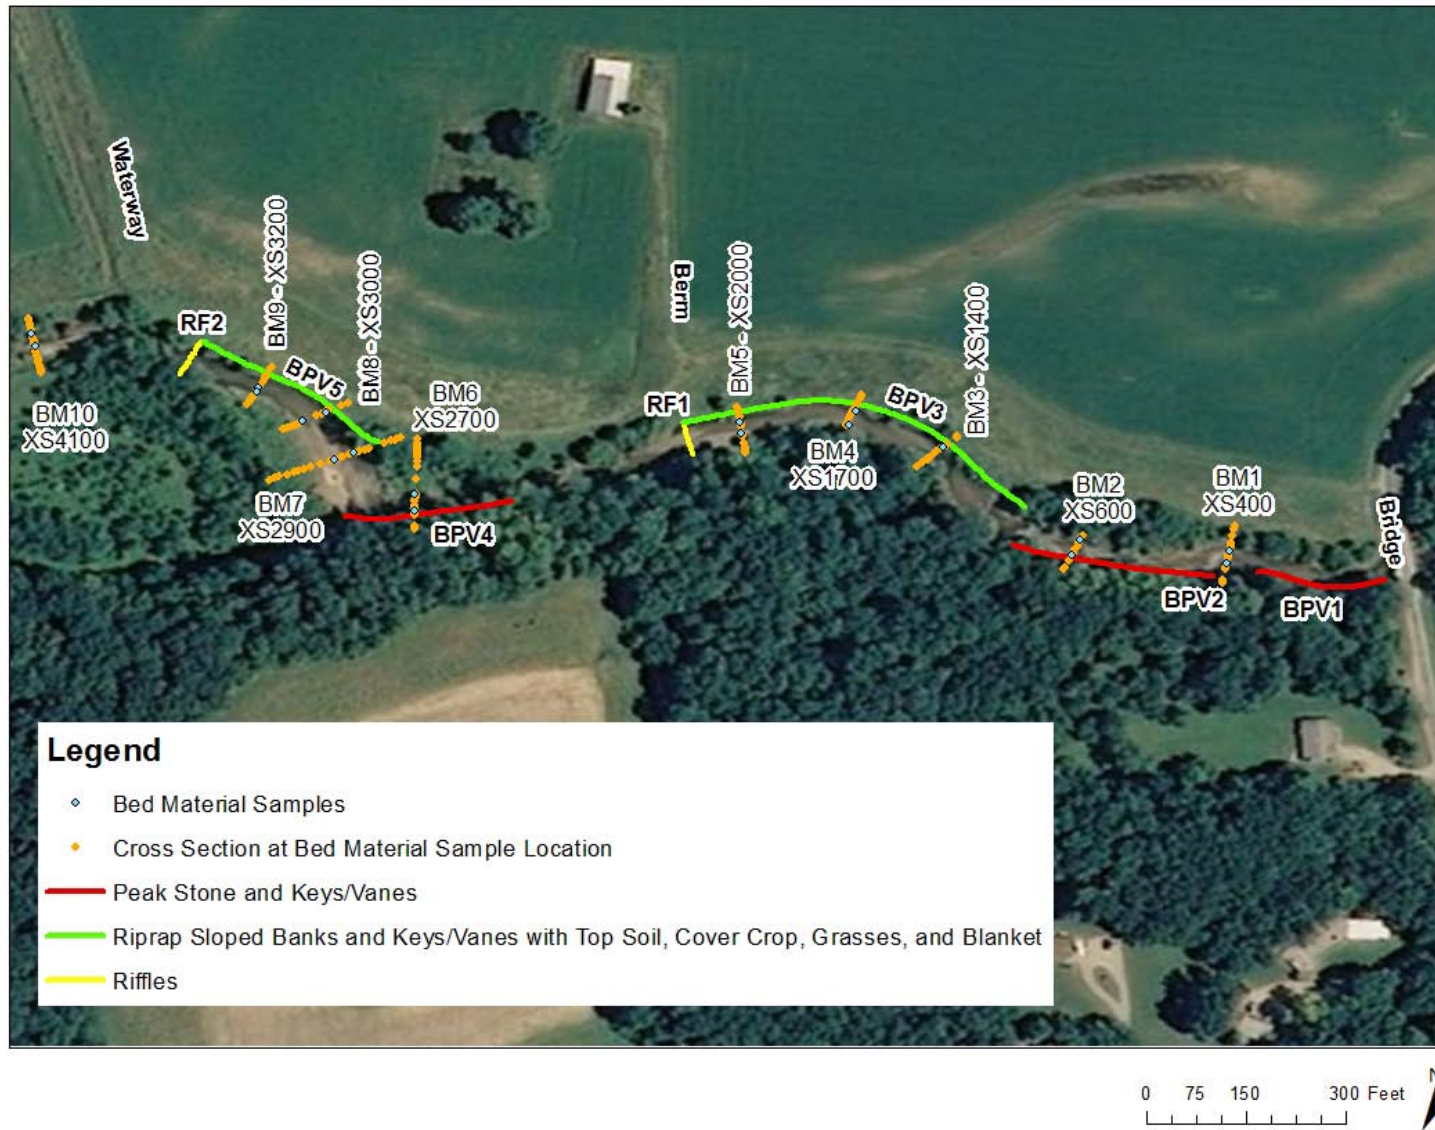 Waterway
BM9 - XS3200
BM8 - XS3000
Berm
BM5 - XS2000
BM3 - XS1400
RF2
BPV5
BM6
XS2700
RF1
BPV3
BM10
XS4100
BM4
XS1700
BM2
XS600
BM1
XS400
BM7
XS2900
BPV4
Bridge
BPV2
BPV1
Legend
Bed Material Samples
Cross Section at Bed Material Sample Location
Peak Stone and Keys/Vanes
Riprap Sloped Banks and Keys/Vanes with Top Soil, Cover Crop, Grasses, and Blanket
Riffles
0 75 150 300 Feet
N